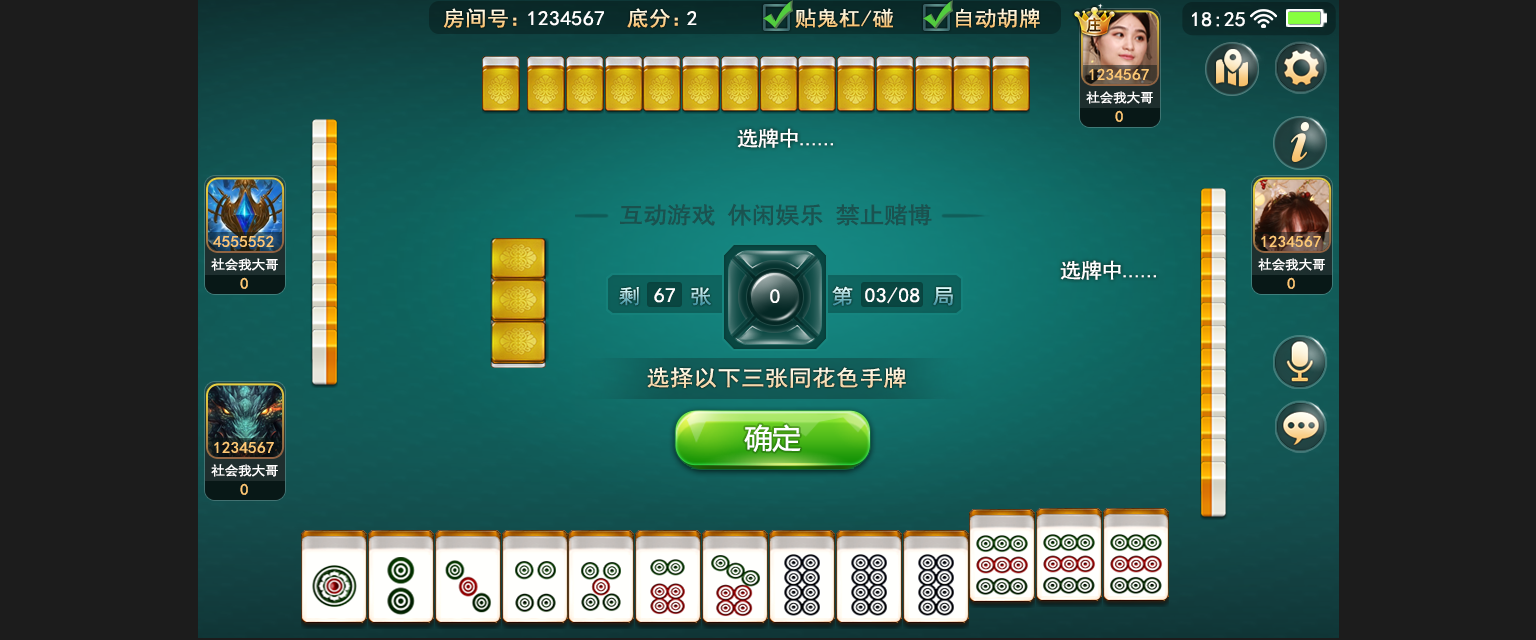 房间号：1234567 底分：2 贴鬼杠/碰 自动胡牌
18:25
庄
1234567
社会我大哥
0
选牌中……
4555552
社会我大哥
0
1234567
社会我大哥
0
互动游戏 休闲娱乐 禁止赌博
选牌中……
剩 67 张 0 第 03/08 局
选择以下三张同花色手牌
确定
1234567
社会我大哥
0